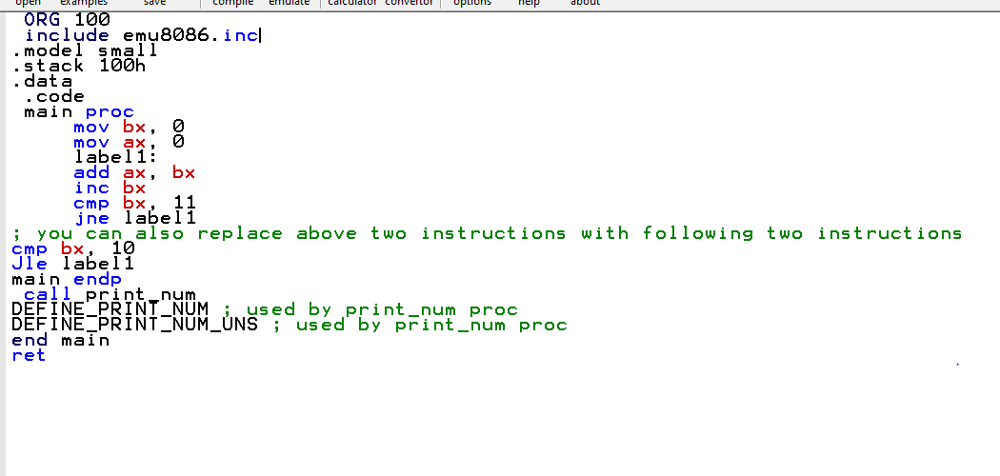 open examples save compile emulate calculator convertor options help about
ORG 100
include emu8086.inc
.model small
.stack 100h
.data
.code
main proc
mov bx, 0
mov ax, 0
label1:
add ax, bx
inc bx
cmp bx, 11
jne label1
; you can also replace above two instructions with following two instructions
cmp bx, 10
Jle label1
main endp
call print_num
DEFINE_PRINT_NUM ; used by print_num proc
DEFINE_PRINT_NUM_UNS ; used by print_num proc
end main
ret